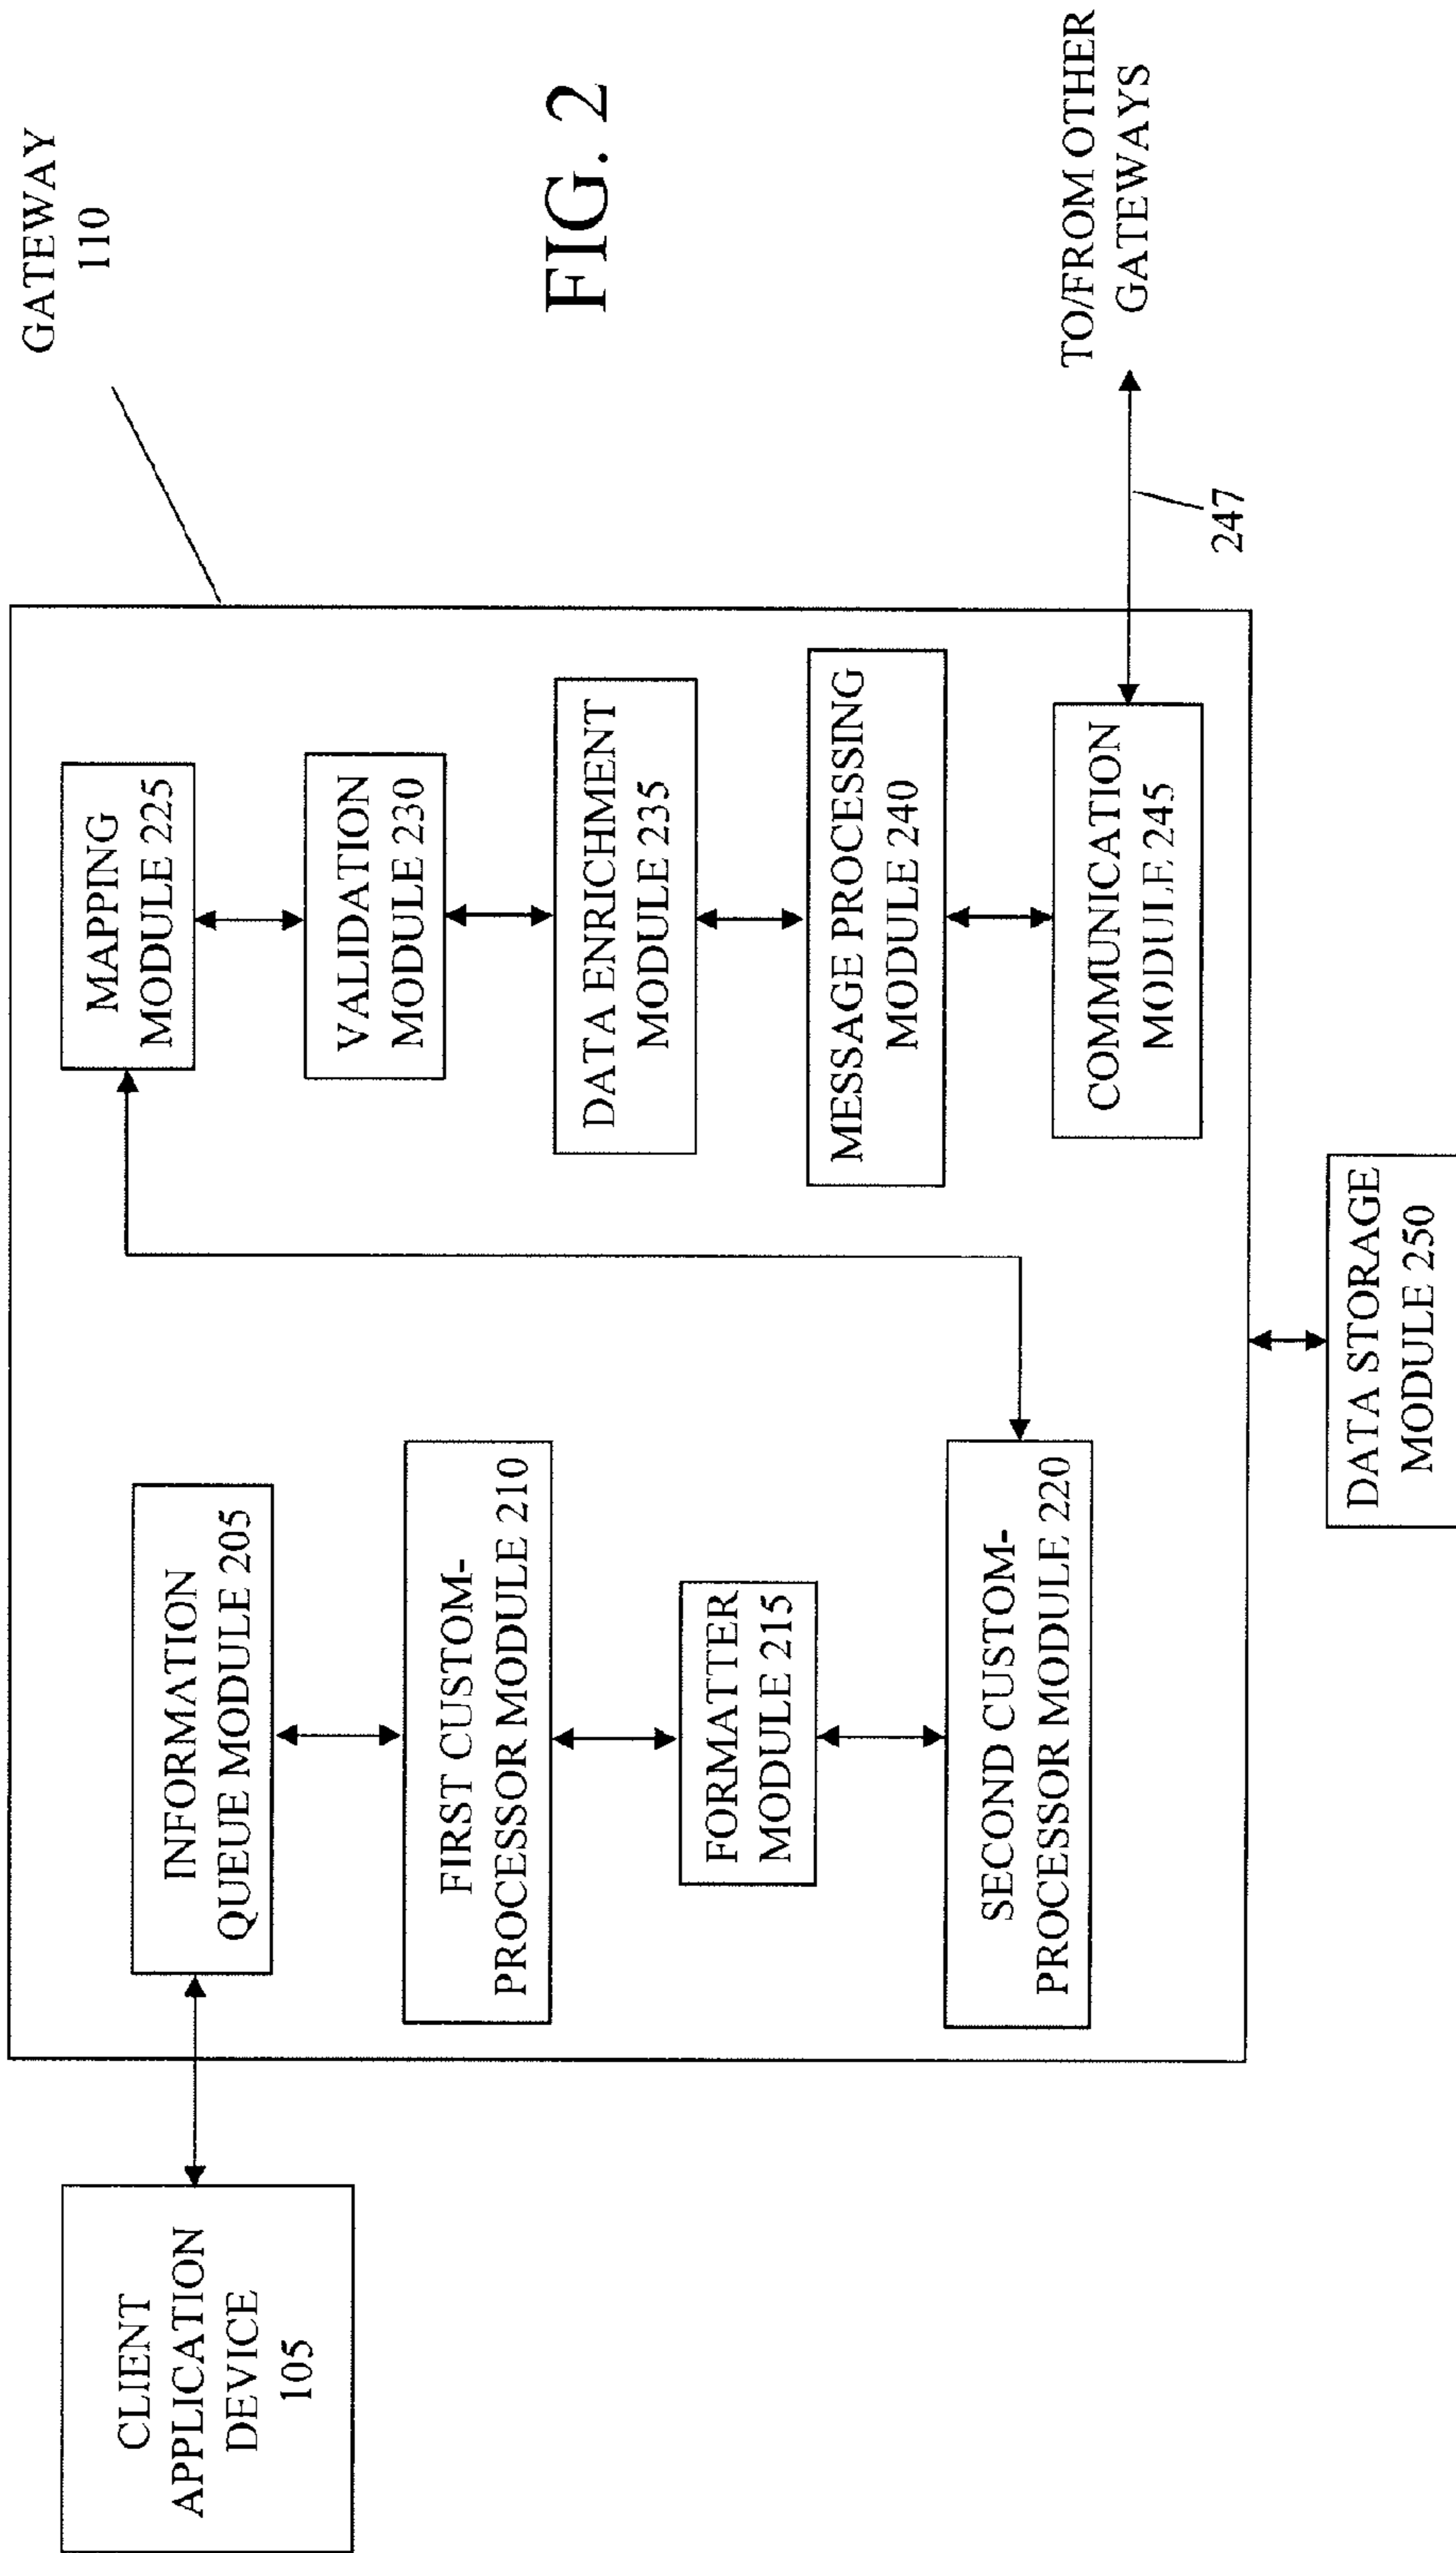 GATEWAY
110
CLIENT
APPLICATION
DEVICE
105
INFORMATION
QUEUE MODULE 205
FIRST CUSTOM-
PROCESSOR MODULE 210
FORMATTER
MODULE 215
SECOND CUSTOM-
PROCESSOR MODULE 220
MAPPING
MODULE 225
VALIDATION
MODULE 230
DATA ENRICHMENT
MODULE 235
MESSAGE PROCESSING
MODULE 240
COMMUNICATION
MODULE 245
TO/FROM OTHER
GATEWAYS
247
DATA STORAGE
MODULE 250
FIG. 2